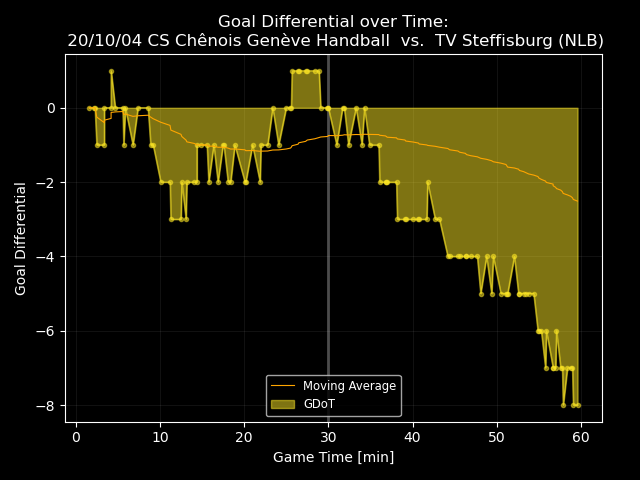 Goal Differential over Time:
20/10/04 CS Chênois Genève Handball  vs.  TV Steffisburg (NLB)
Goal Differential
0
−2
−4
−6
−8
Moving Average
GDoT
0 10 20 30 40 50 60
Game Time [min]